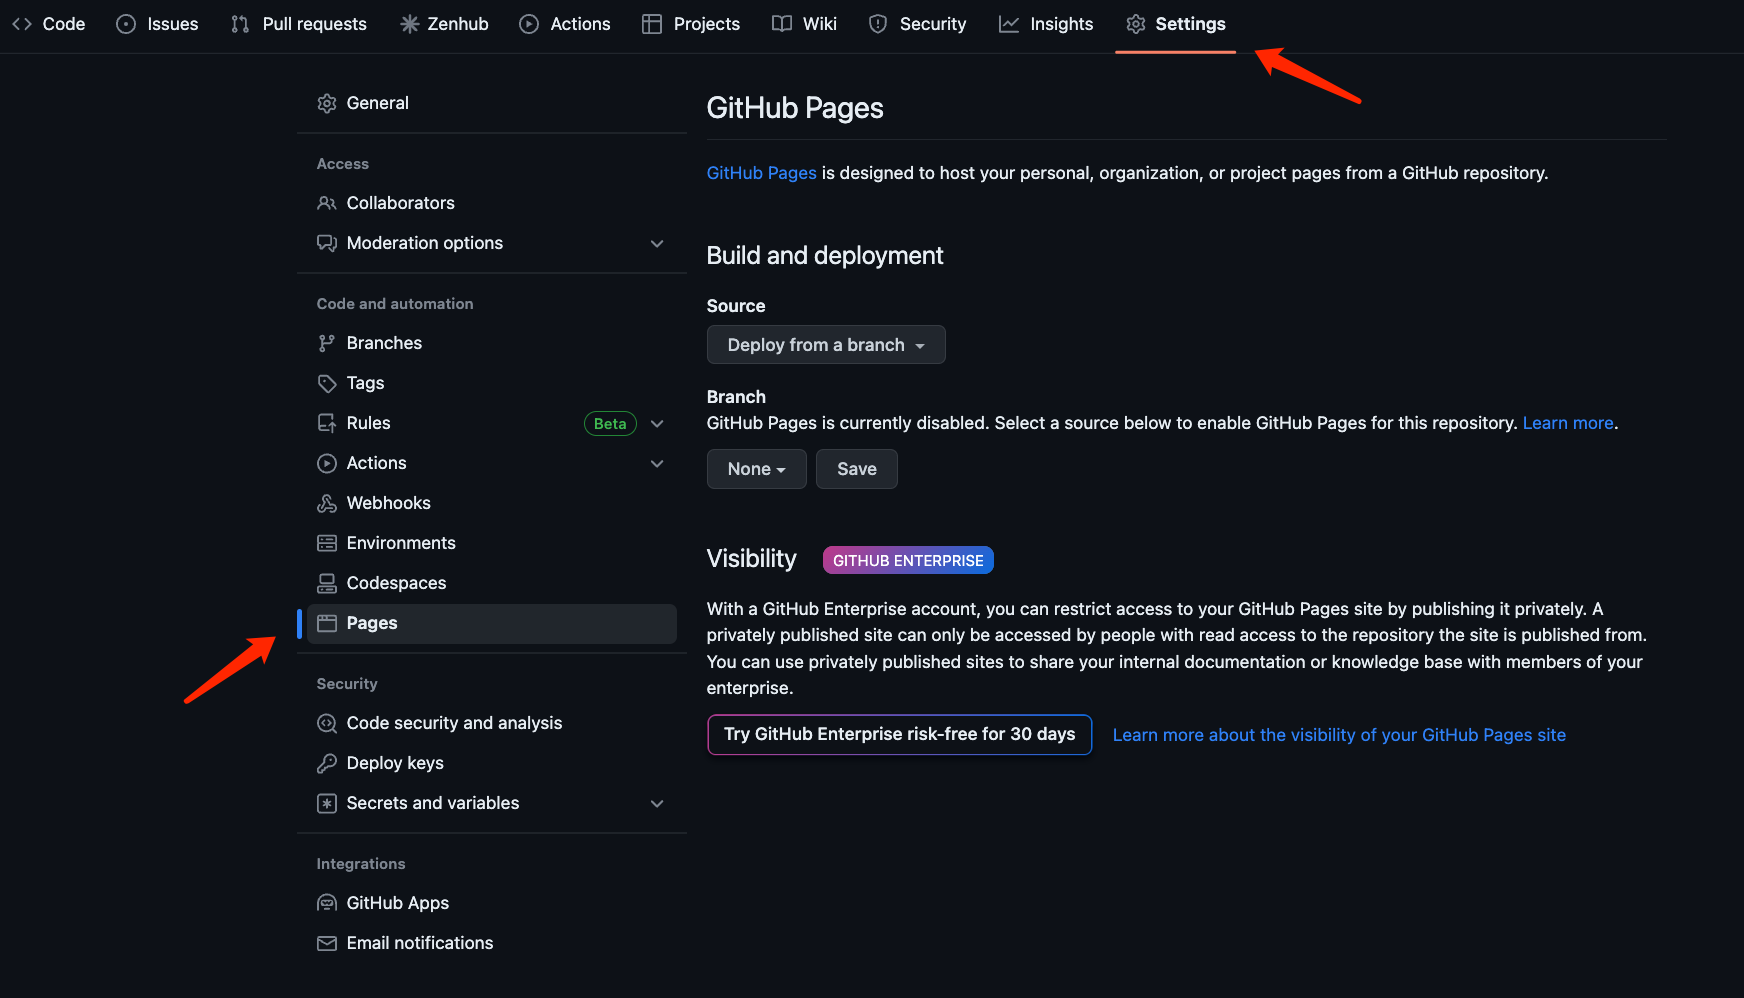 Code
Issues
Pull requests
Zenhub
Actions
Projects
Wiki
Security
Insights
Settings
General
Access
Collaborators
Moderation options
Code and automation
Branches
Tags
Rules
Beta
Actions
Webhooks
Environments
Codespaces
Pages
Security
Code security and analysis
Deploy keys
Secrets and variables
Integrations
GitHub Apps
Email notifications
GitHub Pages
GitHub Pages is designed to host your personal, organization, or project pages from a GitHub repository.
Build and deployment
Source
Deploy from a branch
Branch
GitHub Pages is currently disabled. Select a source below to enable GitHub Pages for this repository. Learn more.
None
Save
Visibility
GITHUB ENTERPRISE
With a GitHub Enterprise account, you can restrict access to your GitHub Pages site by publishing it privately. A
privately published site can only be accessed by people with read access to the repository the site is published from.
You can use privately published sites to share your internal documentation or knowledge base with members of your
enterprise.
Try GitHub Enterprise risk-free for 30 days
Learn more about the visibility of your GitHub Pages site